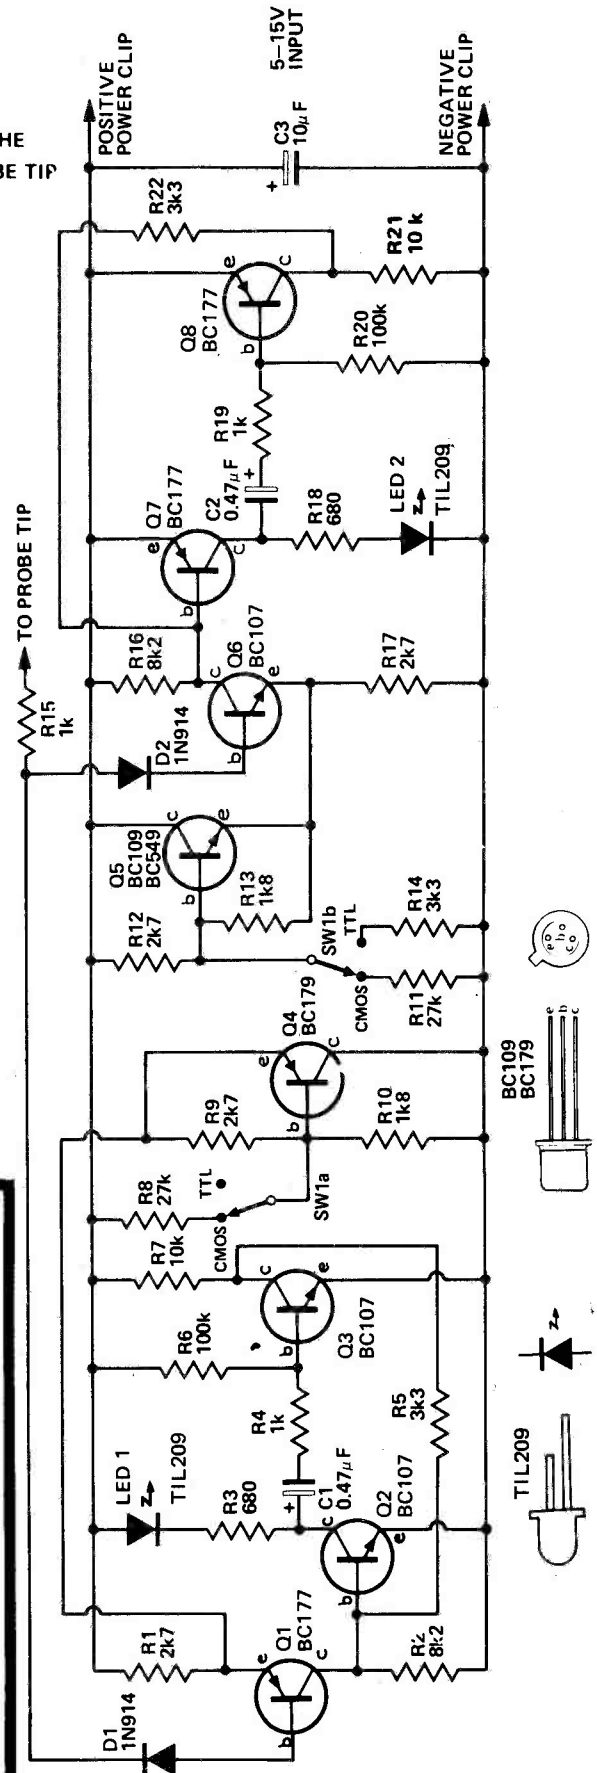 HE
BE TIP
D1
1N914
R1
2k7
Q1
BC177
R2
8k2
LED 1
TIL209
R3
680
C1
0.47µF
+
Q2
BC107
R4
1k
R5
3k3
R6
100k
Q3
BC107
R7
10k
R8
27k
CMOS
TTL
SW1a
R9
2k7
Q4
BC179
R10
1k8
R11
27k
R12
2k7
CMOS
SW1b
TTL
R13
1k8
R14
3k3
Q5
BC109
BC549
D2
1N914
R15
1k
TO PROBE TIP
R16
8k2
Q6
BC107
R17
2k7
Q7
BC177
C2
0.47µF
+
R18
680
LED 2
TIL209
R19
1k
Q8
BC177
R20
100k
R21
10k
R22
3k3
C3
10µF
+
POSITIVE
POWER CLIP
5–15V
INPUT
NEGATIVE
POWER CLIP
b
e
c
b
c
e
b
c
e
b
e
c
b
c
e
b
c
e
b
e
c
b
e
c
TIL209
BC109
BC179
e
b
c
e
b
c